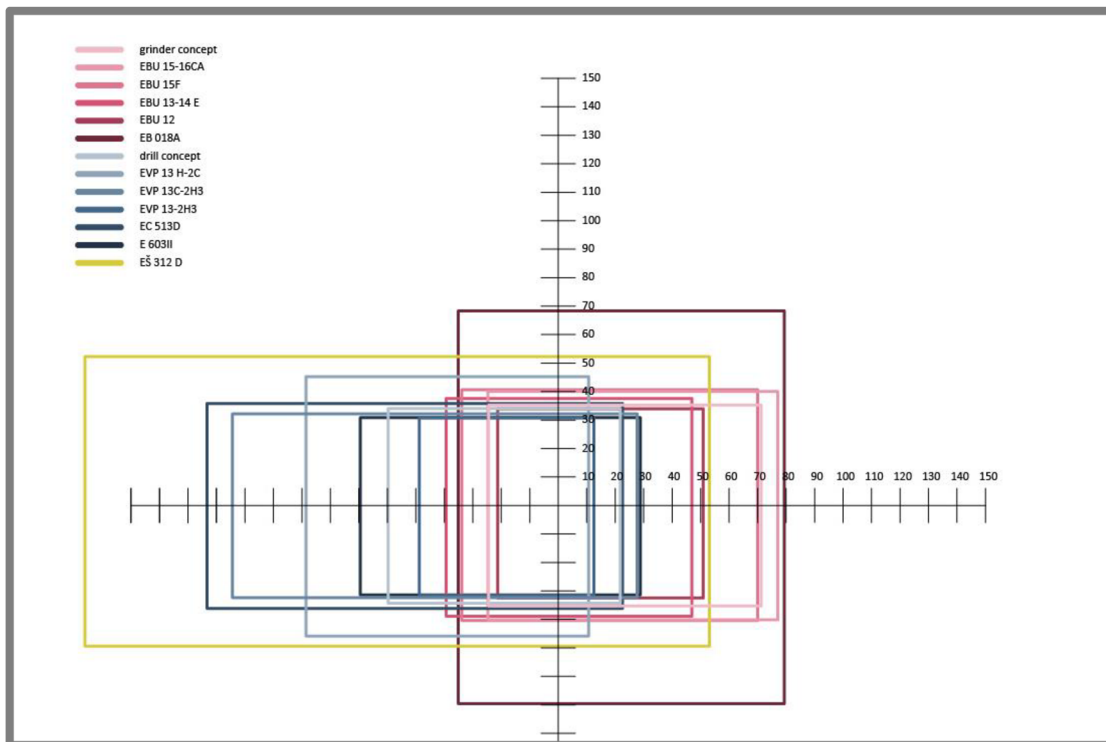 grinder concept
EBU 15-16CA
EBU 15F
EBU 13-14 E
EBU 12
EB 018A
drill concept
EVP 13 H-2C
EVP 13C-2H3
EVP 13-2H3
EC 513D
E 603II
EŠ 312 D
150
140
130
120
110
100
90
80
70
60
50
40
30
20
10
10 20 30 40 50 60 70 80 90 100 110 120 130 140 150